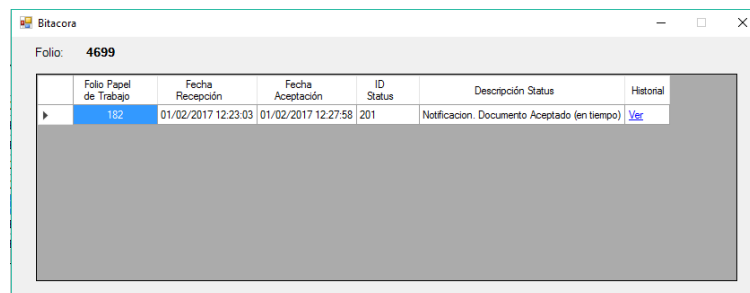 Bitacora
Folio: 4699
Folio Papel de Trabajo Fecha Recepción Fecha Aceptación ID Status Descripción Status Historial
182 01/02/2017 12:23:03 01/02/2017 12:27:58 201 Notificacion. Documento Aceptado (en tiempo) Ver